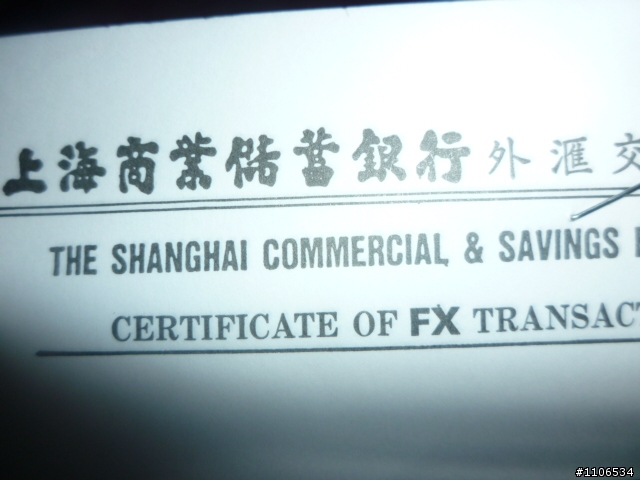 上海商業儲蓄銀行 外滙交
THE SHANGHAI COMMERCIAL & SAVINGS
CERTIFICATE OF FX TRANSACT
#1106534